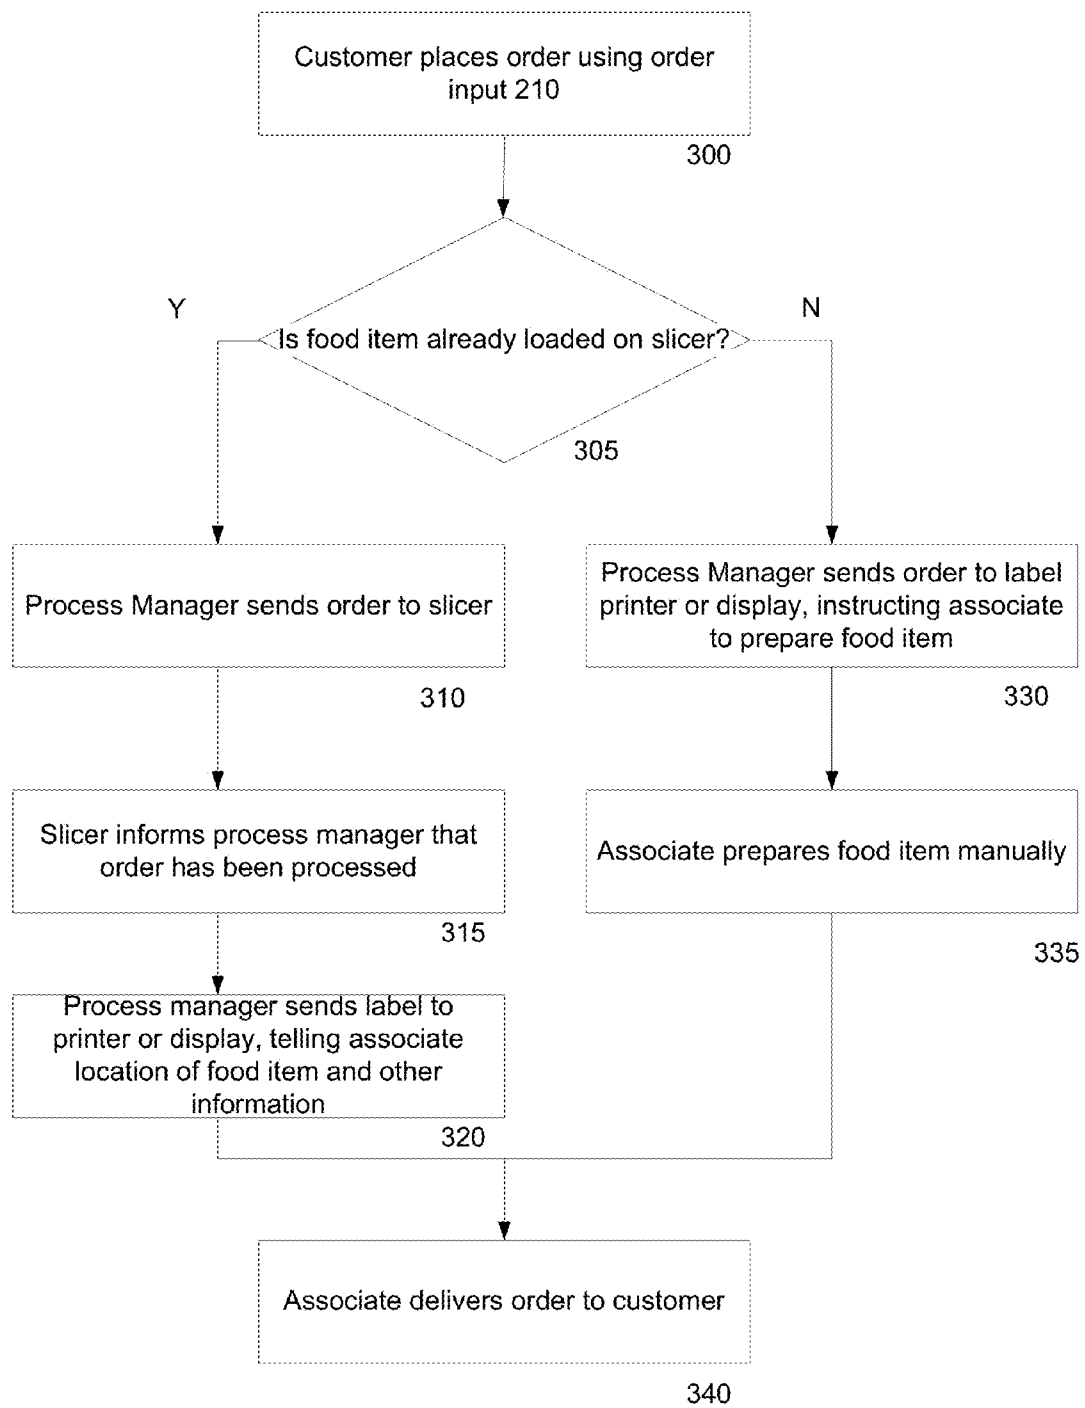 Customer places order using order
input 210
300
Y
N
Is food item already loaded on slicer?
305
Process Manager sends order to slicer
310
Process Manager sends order to label
printer or display, instructing associate
to prepare food item
330
Slicer informs process manager that
order has been processed
315
Associate prepares food item manually
335
Process manager sends label to
printer or display, telling associate
location of food item and other
information
320
Associate delivers order to customer
340